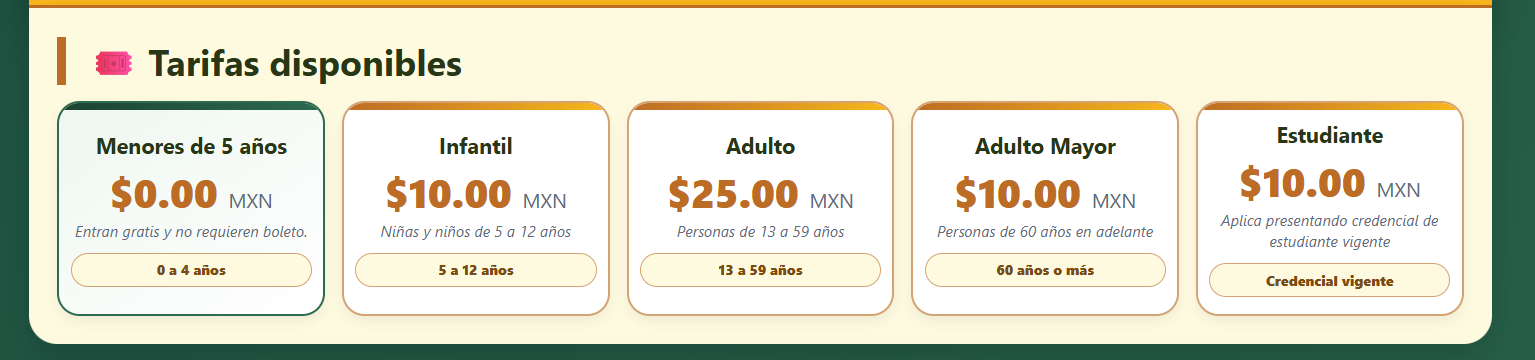 Tarifas disponibles
Menores de 5 años
$0.00 MXN
Entran gratis y no requieren boleto.
0 a 4 años
Infantil
$10.00 MXN
Niñas y niños de 5 a 12 años
5 a 12 años
Adulto
$25.00 MXN
Personas de 13 a 59 años
13 a 59 años
Adulto Mayor
$10.00 MXN
Personas de 60 años en adelante
60 años o más
Estudiante
$10.00 MXN
Aplica presentando credencial de
estudiante vigente
Credencial vigente